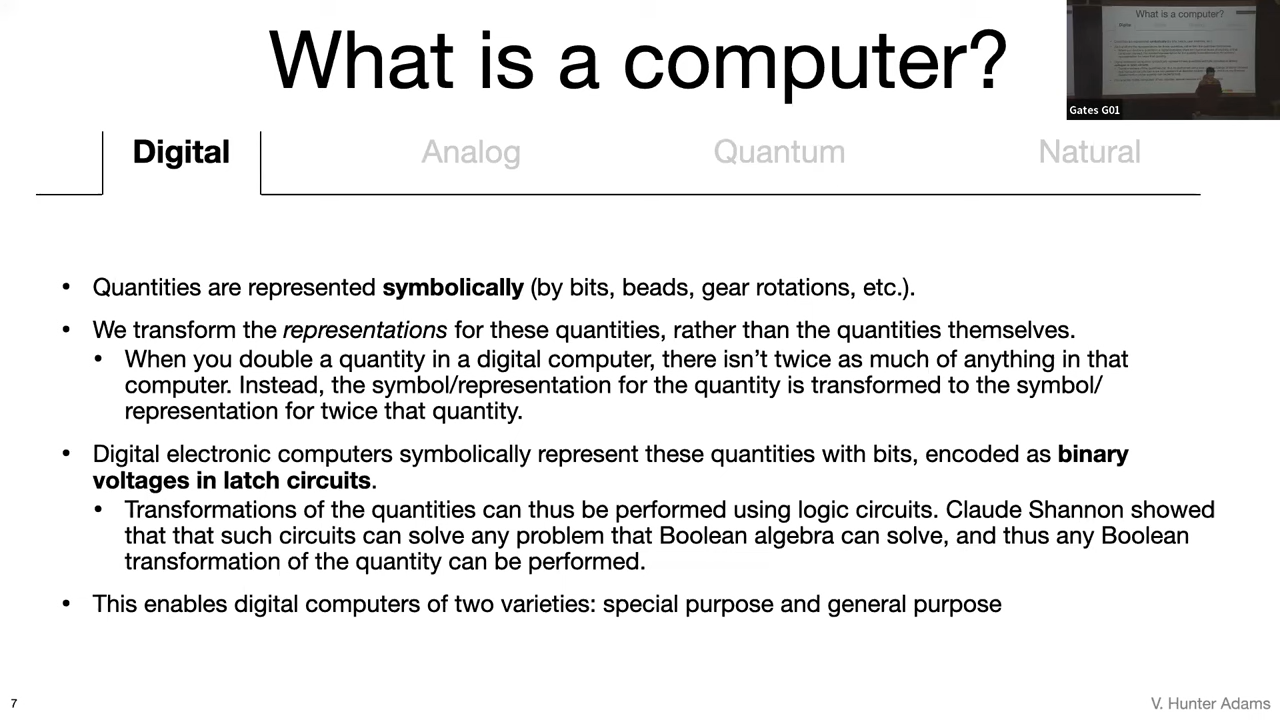 What is a computer?
What is a computer?
Gates G01
Digital Analog Quantum Natural
• Quantities are represented symbolically (by bits, beads, gear rotations, etc.).
• We transform the representations for these quantities, rather than the quantities themselves.
• When you double a quantity in a digital computer, there isn’t twice as much of anything in that
computer. Instead, the symbol/representation for the quantity is transformed to the symbol/
representation for twice that quantity.
• Digital electronic computers symbolically represent these quantities with bits, encoded as binary
voltages in latch circuits.
• Transformations of the quantities can thus be performed using logic circuits. Claude Shannon showed
that that such circuits can solve any problem that Boolean algebra can solve, and thus any Boolean
transformation of the quantity can be performed.
• This enables digital computers of two varieties: special purpose and general purpose
7
V. Hunter Adams